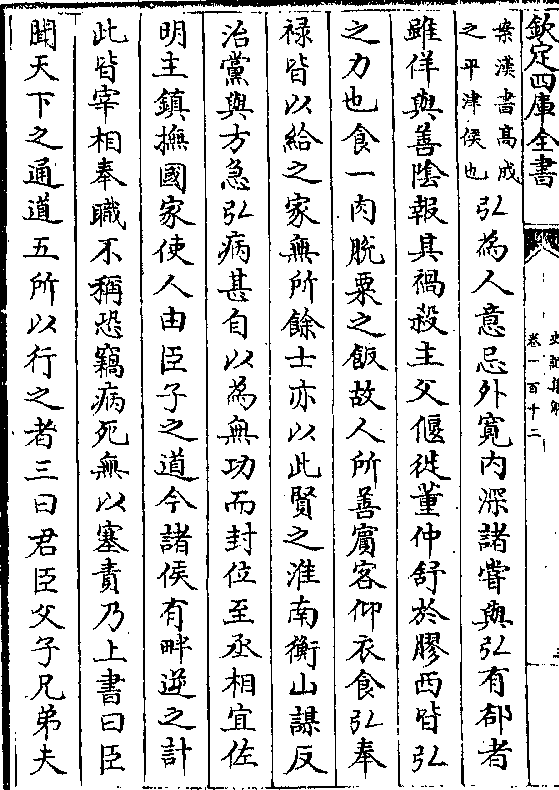 欽定四庫全書
史記集解
卷一百十二
案漢書高成
之平津侯也
弘為人意忌外寛内深諸嘗與弘有郤者
雖佯與善隂報其禍殺主父偃徙董仲舒於膠西皆弘
之力也食一肉脱粟之飯故人所善賔客仰衣食弘奉
禄皆以給之家無所餘士亦以此賢之淮南衡山謀反
治黨與方急弘病甚自以為無功而封位至丞相宜佐
明主鎮撫國家使人由臣子之道今諸侯有畔逆之計
此皆宰相奉職不稱恐竊病死無以塞責乃上書曰臣
聞天下之通道五所以行之者三曰君臣父子兄弟夫